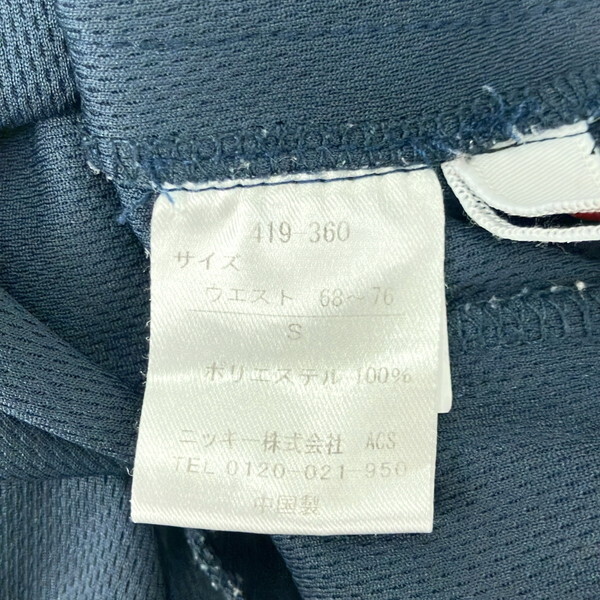 419-360
サイズ
ウエスト 68〜76
S
ポリエステル 100%
ニッキー株式会社 ACS
TEL 0120-021-950
中国製